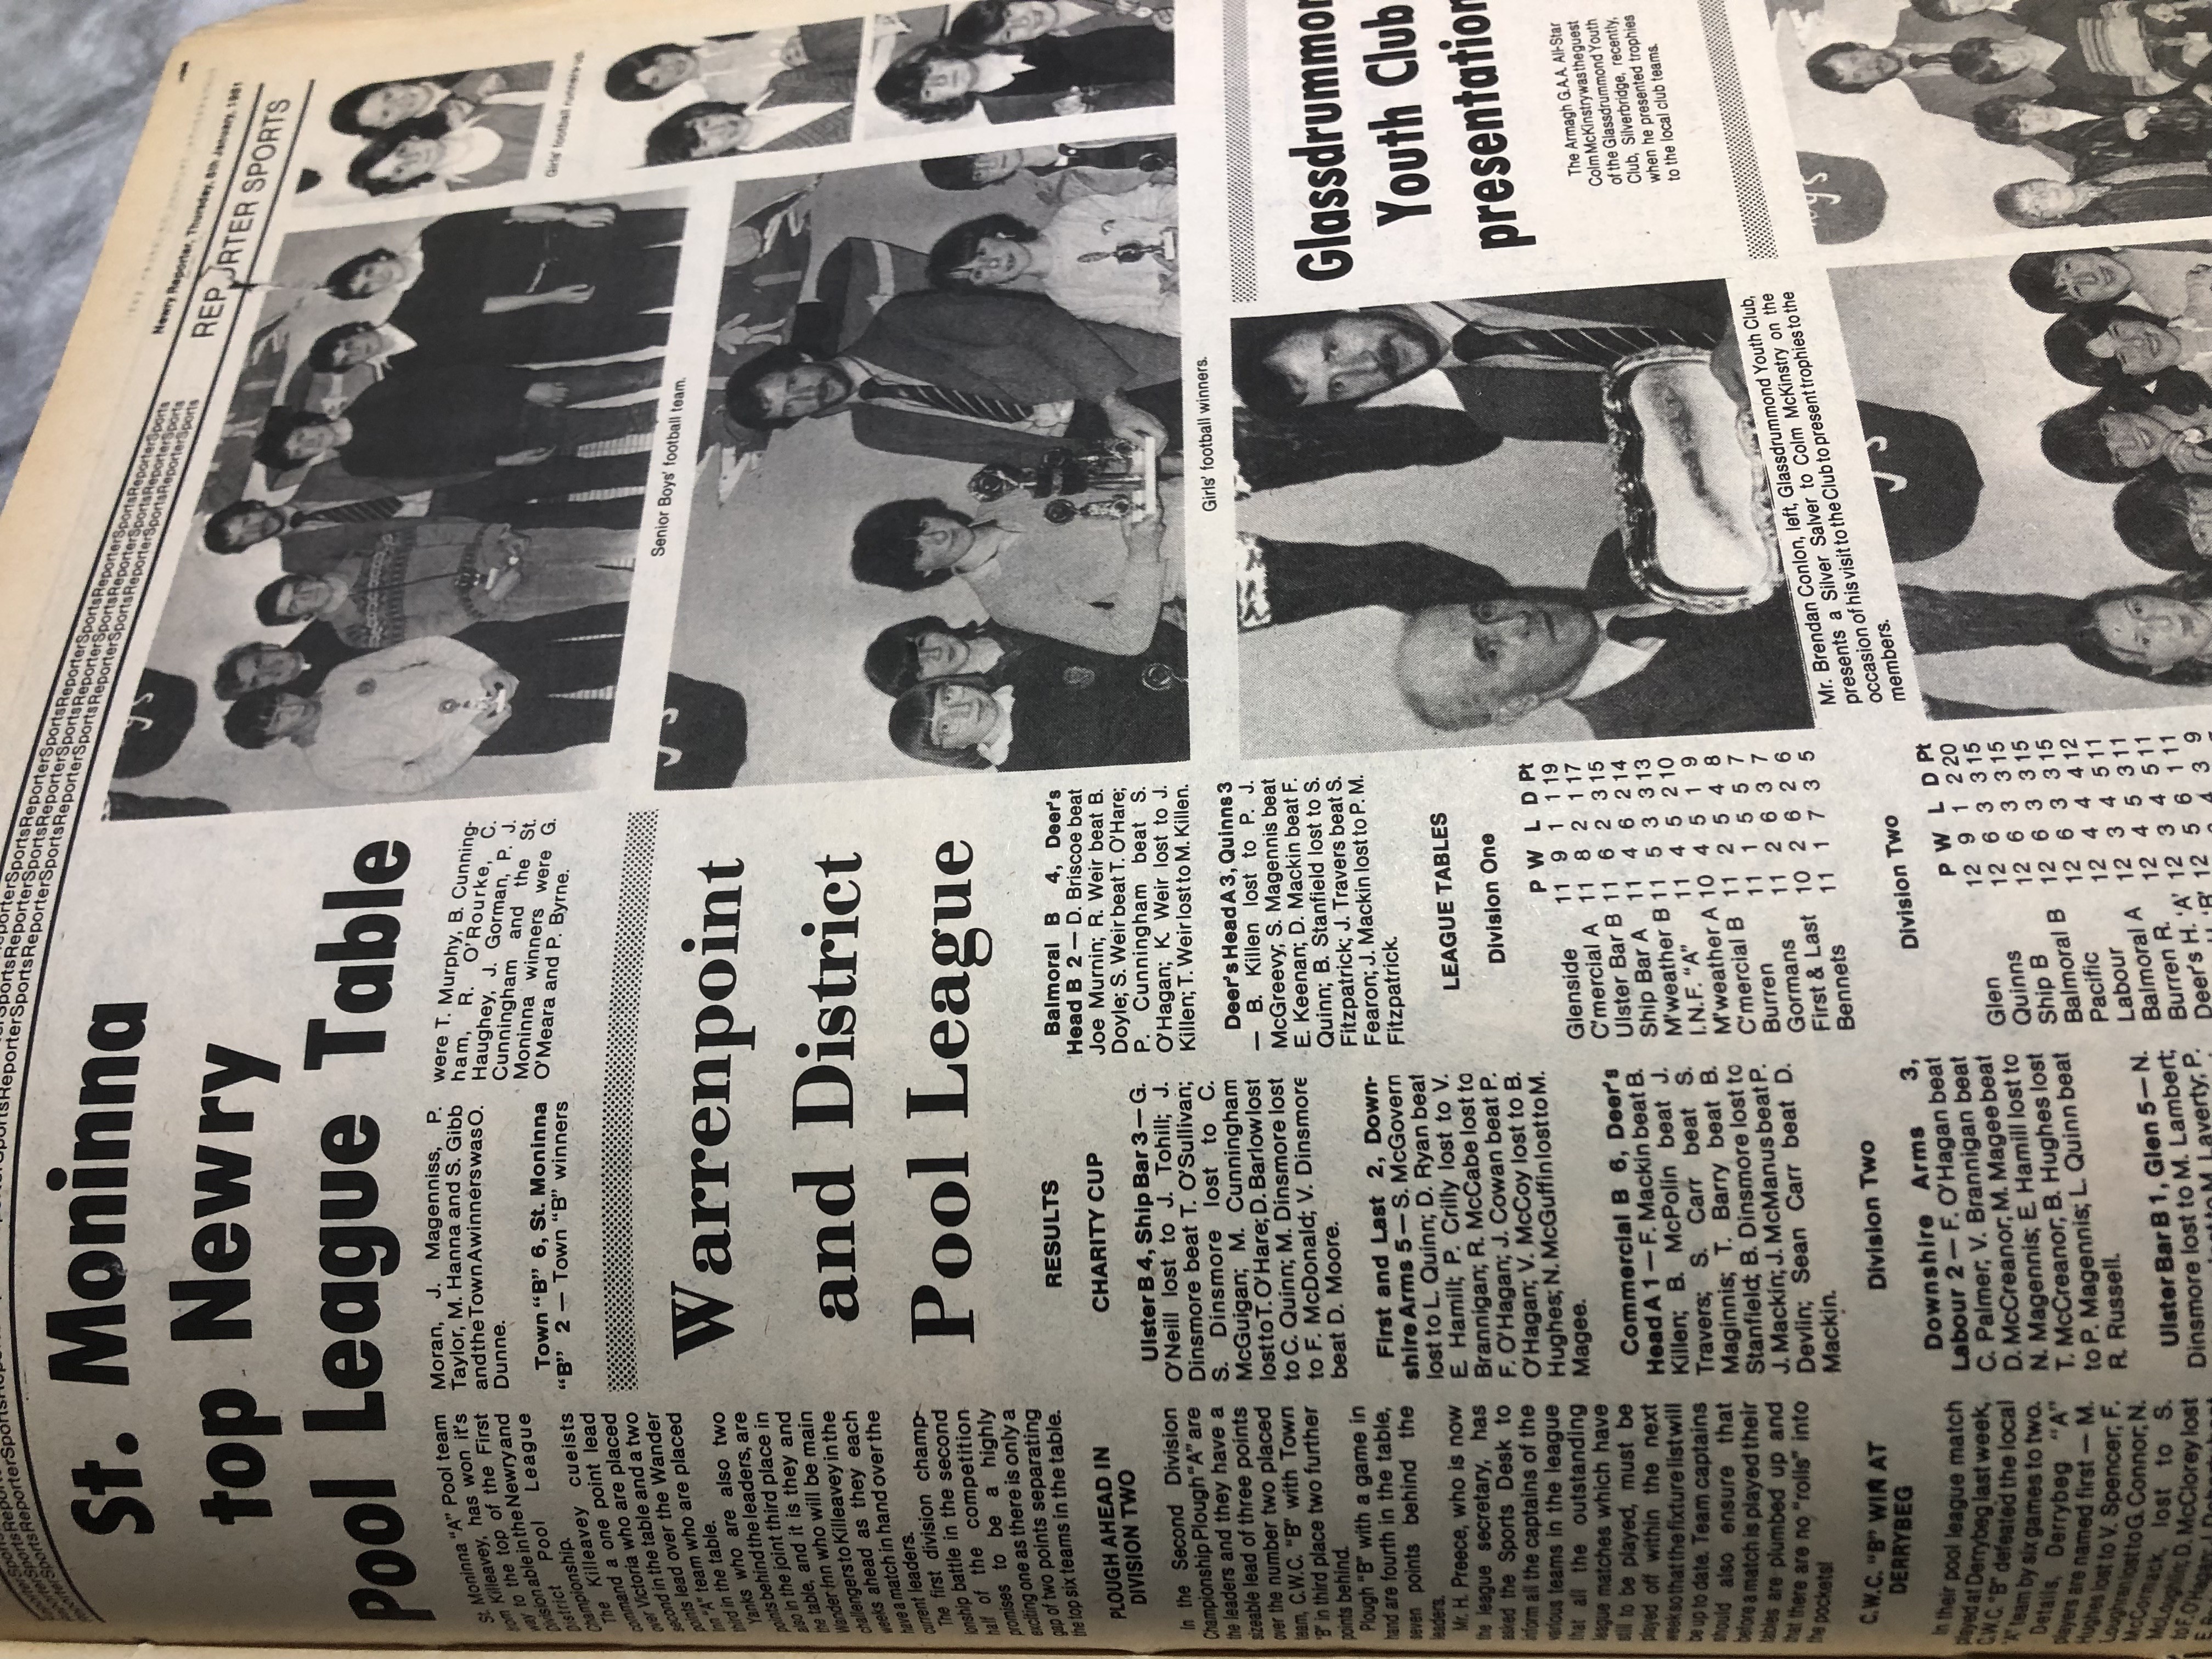 Newry Reporter, Thursday, 8th January, 1981
REPORTER SPORTS
St. Moninna
top Newry
Pool League Table
St. Moninna "A" Pool team
from Killeavey, has won it's
way to the top of the First
Division table in the Newry and
District Pool League
Championship.
Killeavey cueists
command a one point lead
over Victoria who are placed
second in the table and a two
points lead over the Wander
Inn "A" team who are placed
third in the table.
Yanks who are also two
points behind the leaders, are
also in the joint third place in
the table, and it is they and
Wander Inn who will be main
challengers to Killeavey in the
weeks ahead as they each
have a match in hand over the
current leaders.
The first division champ-
ionship battle in the second
half of the competition
promises to be a highly
exciting one as there is only a
gap of two points separating
the top six teams in the table.
PLOUGH AHEAD IN
DIVISION TWO
In the Second Division
Championship Plough "A" are
the leaders and they have a
sizeable lead of three points
over the number two placed
team, C.W.C. "B" with Town
"B" in third place two further
points behind.
Plough "B" with a game in
hand are fourth in the table,
seven points behind the
leaders.
Mr. H. Preece, who is now
the league secretary, has
asked the Sports Desk to
inform all the captains of the
various teams in the league
that all the outstanding
league matches which have
still to be played, must be
played off within the next
weeks so that the fixture list will
be up to date. Team captains
should also ensure that
before a match is played their
tables are plumbed up and
that there are no "rolls" into
the pockets!
C.W.C. "B" WIN AT
DERRYBEG
In their pool league match
played at Derrybeg last week,
C.W.C. "B" defeated the local
"A" team by six games to two.
Details, Derrybeg "A"
players are named first — M.
Hughes lost to V. Spencer; F.
Loughran lost to G. Connor, N.
McCormack, lost to S.
McLoughlin; D. McClorey lost
Moran, J. Magenniss, P.
Taylor, M. Hanna and S. Gibb
and the Town A winners was O.
Dunne.
Town "B" 6, St. Moninna
"B" 2 — Town "B" winners
were T. Murphy, B. Cunning-
ham, R. O'Rourke, C.
Haughey, J. Gorman, P. J.
Cunningham and the St.
Moninna winners were G.
O'Meara and P. Byrne.
Warrenpoint
and District
Pool League
RESULTS
CHARITY CUP
Ulster B 4, Ship Bar 3 — G.
O'Neill lost to J. Tohill; J.
Dinsmore beat T. O'Sullivan;
S. Dinsmore lost to C.
McGuigan; M. Cunningham
lost to T. O'Hare; D. Barlow lost
to C. Quinn; M. Dinsmore lost
to F. McDonald; V. Dinsmore
beat D. Moore.
First and Last 2, Down-
shire Arms 5 — S. McGovern
lost to L. Quinn; D. Ryan beat
E. Hamill; P. Crilly lost to V.
Brannigan; R. McCabe lost to
F. O'Hagan; J. Cowan beat P.
O'Hagan; V. McCoy lost to B.
Hughes; N. McGuffin lost to M.
Magee.
Commercial B 6, Deer's
Head A 1 — F. Mackin beat B.
Killen; B. McPolin beat J.
Travers; S. Carr beat S.
Maginnis; T. Barry beat B.
Stanfield; B. Dinsmore lost to
J. Mackin; J. McManus beat P.
Devlin; Sean Carr beat D.
Mackin.
Division Two
Downshire Arms 3,
Labour 2 — F. O'Hagan beat
C. Palmer, V. Brannigan beat
D. McCreanor, M. Magee beat
N. Magennis; E. Hamill lost to
T. McCreanor, B. Hughes lost
to P. Magennis; L. Quinn beat
R. Russell.
Ulster Bar B 1, Glen 5 — N.
Dinsmore lost to M. Lambert;
Balmoral B 4, Deer's
Head B 2 — D. Briscoe beat
Joe Murnin; R. Weir beat B.
Doyle; S. Weir beat T. O'Hare;
P. Cunningham beat S.
O'Hagan; K. Weir lost to J.
Killen; T. Weir lost to M. Killen.
Deer's Head A 3, Quinns 3
— B. Killen lost to P. J.
McGreevy; S. Magennis beat
E. Keenan; D. Mackin beat F.
Quinn; B. Stanfield lost to S.
Fitzpatrick; J. Travers beat S.
Fearon; J. Mackin lost to P. M.
Fitzpatrick.
LEAGUE TABLES
Division One
P W L D Pt
Glenside 11 9 1 1 19
C'mercial A 11 8 2 1 17
Ulster Bar B 11 6 2 3 15
Ship Bar A 11 4 6 2 14
M'weather B 11 5 3 3 13
I.N.F. "A" 11 4 5 2 10
M'weather A 10 4 5 1 9
C'mercial B 11 2 5 4 8
Burren 11 1 5 5 7
Gormans 11 2 6 3 7
First & Last 10 2 6 2 6
Bennets 11 1 7 3 5
Division Two
P W L D Pt
Glen 12 9 1 2 20
Quinns 12 6 3 3 15
Ship B 12 6 3 3 15
Balmoral B 12 6 3 3 15
Pacific 12 4 4 4 12
Labour 12 3 4 5 11
Balmoral A 12 4 5 3 11
Burren R. 12 3 4 5 11
Deer's H. 'A' 12 5 6 1 11
Senior Boys' football team.
Girls' football runners-up.
Girls' football winners.
Glassdrummon
Youth Club
presentation
The Armagh G.A.A. All-Star
Colm McKinstry was the guest
of the Glassdrummond Youth
Club, Silverbridge, recently,
when he presented trophies
to the local club teams.
Mr. Brendan Conlon, left, Glassdrummond Youth Club,
presents a Silver Salver to Colm McKinstry on the
occasion of his visit to the Club to present trophies to the
members.